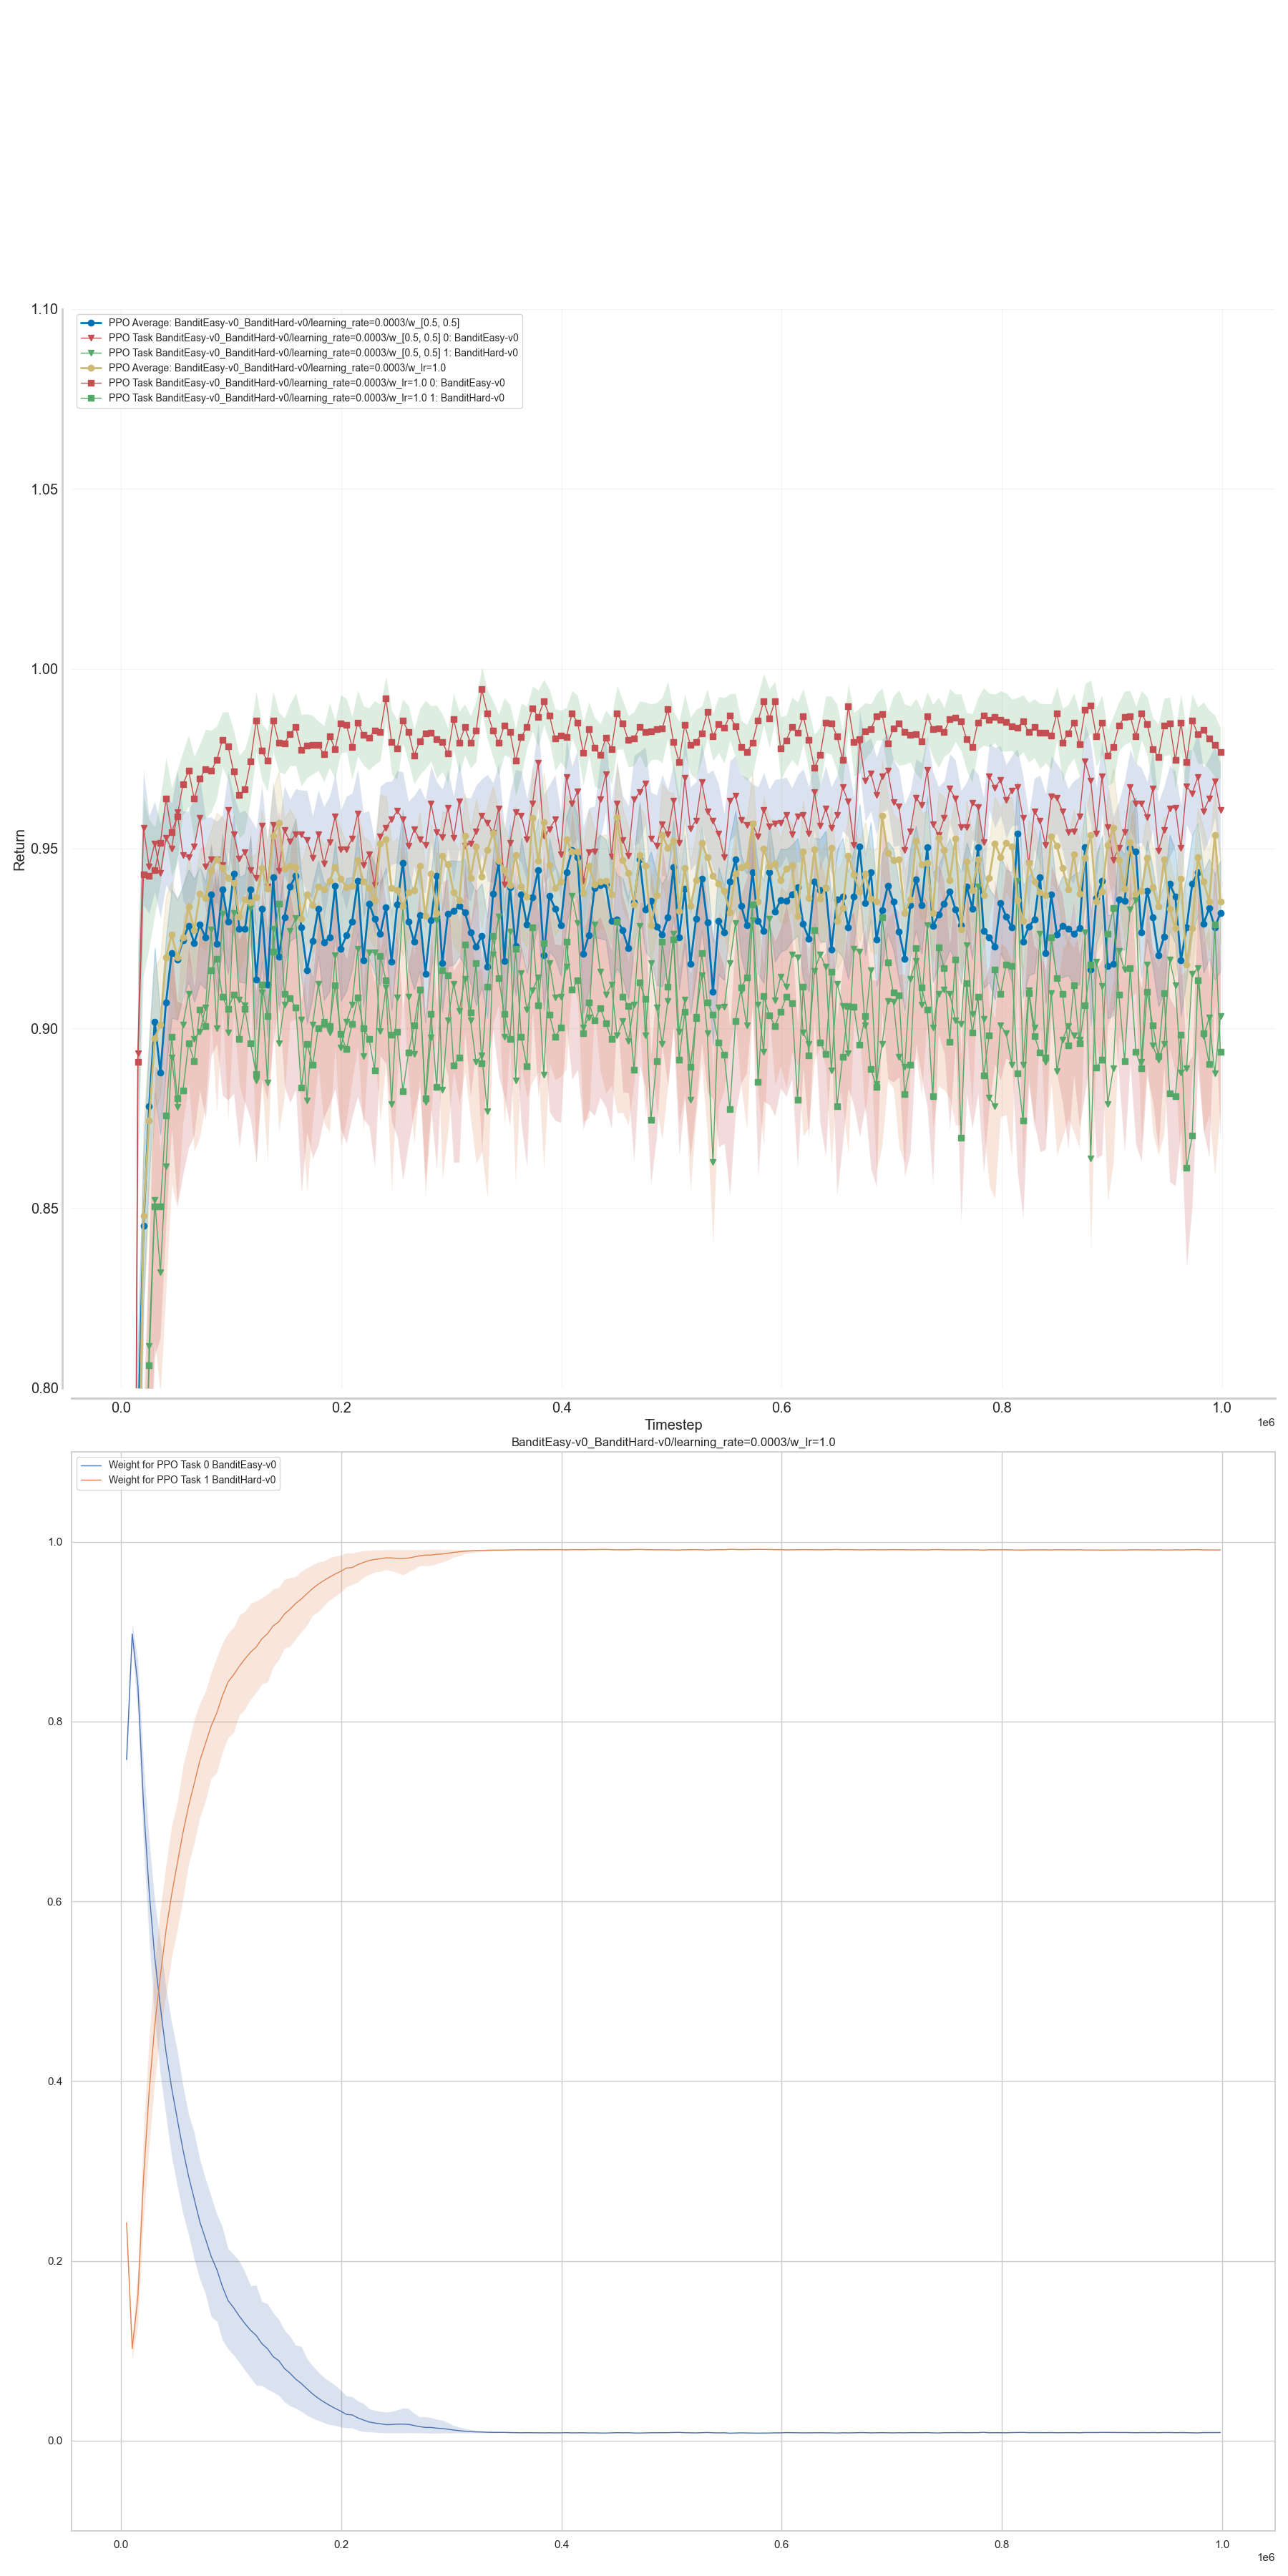 1.10
PPO Average: BanditEasy-v0_BanditHard-v0/learning_rate=0.0003/w_[0.5, 0.5]
PPO Task BanditEasy-v0_BanditHard-v0/learning_rate=0.0003/w_[0.5, 0.5] 0: BanditEasy-v0
PPO Task BanditEasy-v0_BanditHard-v0/learning_rate=0.0003/w_[0.5, 0.5] 1: BanditHard-v0
PPO Average: BanditEasy-v0_BanditHard-v0/learning_rate=0.0003/w_lr=1.0
PPO Task BanditEasy-v0_BanditHard-v0/learning_rate=0.0003/w_lr=1.0 0: BanditEasy-v0
PPO Task BanditEasy-v0_BanditHard-v0/learning_rate=0.0003/w_lr=1.0 1: BanditHard-v0
1.05
1.00
0.95
Return
0.90
0.85
0.80
0.0 0.2 0.4 0.6 0.8 1.0
Timestep
1e6
BanditEasy-v0_BanditHard-v0/learning_rate=0.0003/w_lr=1.0
Weight for PPO Task 0 BanditEasy-v0
Weight for PPO Task 1 BanditHard-v0
1.0
0.8
0.6
0.4
0.2
0.0
0.0 0.2 0.4 0.6 0.8 1.0
1e6